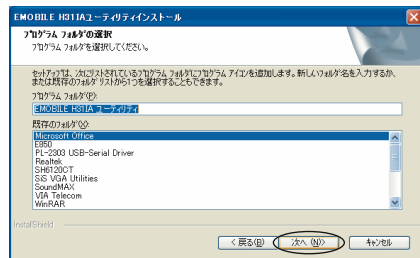 EMOBILE H31IAユーティリティインストール
プログラム フォルダの選択
プログラム フォルダを選択してください。
セットアップは、次にリストされているプログラム フォルダにプログラム アイコンを追加します。新しいフォルダ名を入力するか、
または既存のフォルダ リストから1つを選択することもできます。
プログラム フォルダ(P):
EMOBILE H31IA ユーティリティ
既存のフォルダ(X):
Microsoft Office
E850
PL-2303 USB-Serial Driver
Realtek
SH6120CT
SiS VGA Utilities
SoundMAX
VIA Telecom
WinRAR
InstallShield
< 戻る(B)
次へ (N)>
キャンセル